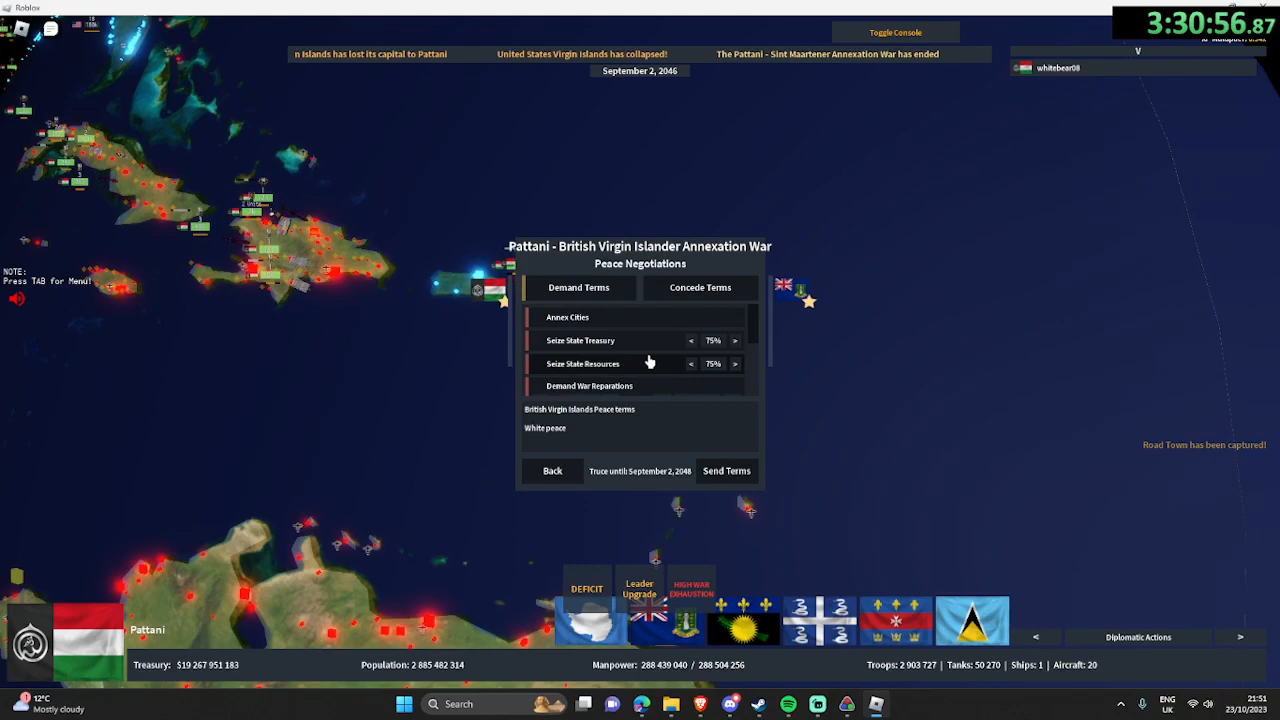 Roblox
3:30:56.87
Toggle Console
n Islands has lost its capital to Pattani
United States Virgin Islands has collapsed!
The Pattani - Sint Maartener Annexation War has ended
V
September 2, 2046
whitebear08
NOTE:
Press TAB for Menu!
Pattani - British Virgin Islander Annexation War
Peace Negotiations
Demand Terms
Concede Terms
Annex Cities
Seize State Treasury
< 75% >
Seize State Resources
< 75% >
Demand War Reparations
British Virgin Islands Peace terms
White peace
Back
Truce until: September 2, 2048
Send Terms
Road Town has been captured!
DEFICIT
Leader
Upgrade
HIGH WAR
EXHAUSTION
Pattani
< Diplomatic Actions >
Treasury: $19 267 951 183
Population: 2 885 482 314
Manpower: 288 439 040 / 288 504 256
Troops: 2 903 727 | Tanks: 50 270 | Ships: 1 | Aircraft: 20
1
12°C
Mostly cloudy
Search
ENG
UK
21:51
23/10/2023